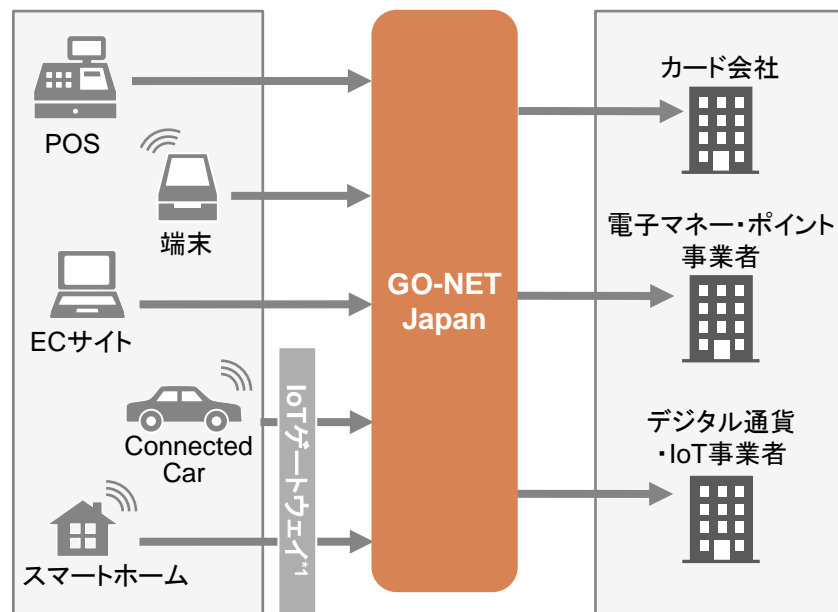 POS
端末
ECサイト
Connected
Car
スマートホーム
IoTゲートウェイ*1
GO-NET
Japan
カード会社
電子マネー・ポイント
事業者
デジタル通貨
・IoT事業者